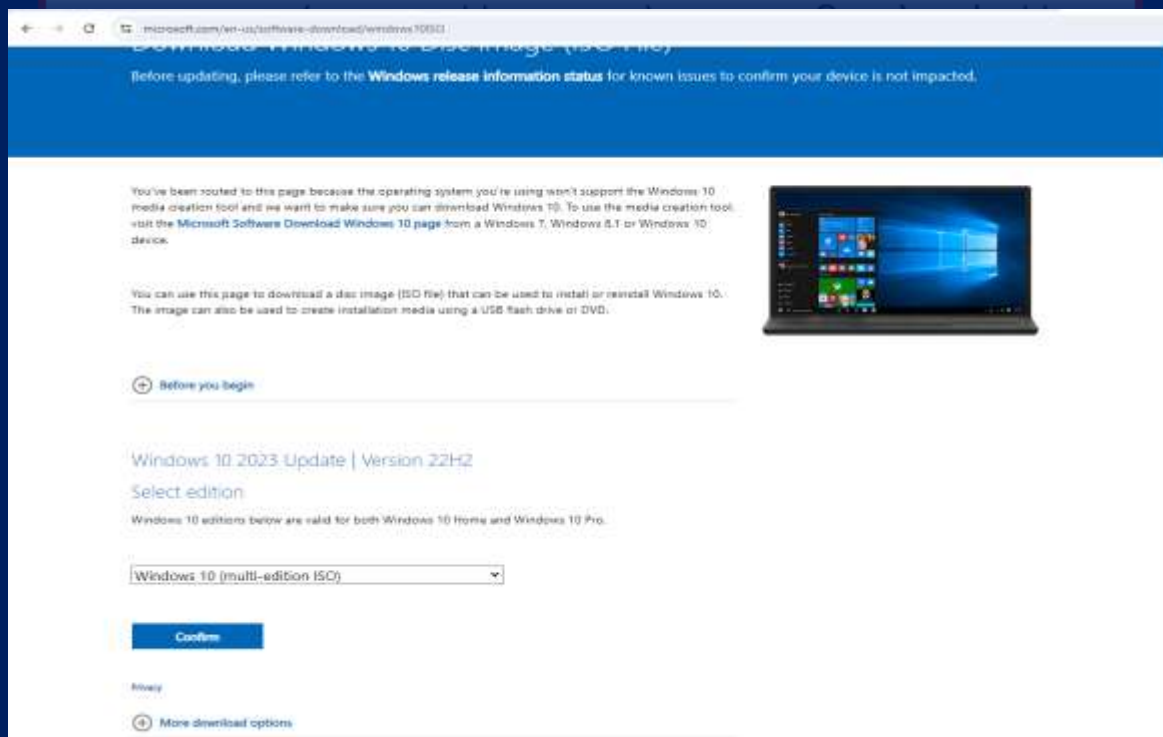 microsoft.com/en-us/software-download/windows10ISO
Download Windows 10 Disc Image (ISO File)
Before updating, please refer to the Windows release information status for known issues to confirm your device is not impacted.
You've been routed to this page because the operating system you're using won't support the Windows 10
media creation tool and we want to make sure you can download Windows 10. To use the media creation tool,
visit the Microsoft Software Download Windows 10 page from a Windows 7, Windows 8.1 or Windows 10
device.
You can use this page to download a disc image (ISO file) that can be used to install or reinstall Windows 10.
The image can also be used to create installation media using a USB flash drive or DVD.
Before you begin
Windows 10 2023 Update | Version 22H2
Select edition
Windows 10 editions below are valid for both Windows 10 Home and Windows 10 Pro.
Windows 10 (multi-edition ISO)
Confirm
Privacy
More download options